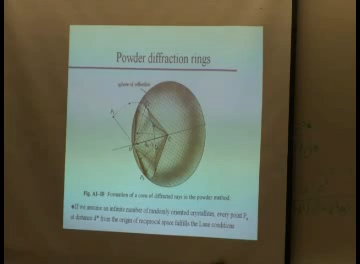 Powder diffraction rings
sphere of reflection
Fig. A1-10 Formation of a cone of diffracted rays in the powder method.
If we assume an infinite number of randomly oriented crystallites, every point P
at distance d* from the origin of reciprocal space fulfills the Laue conditions